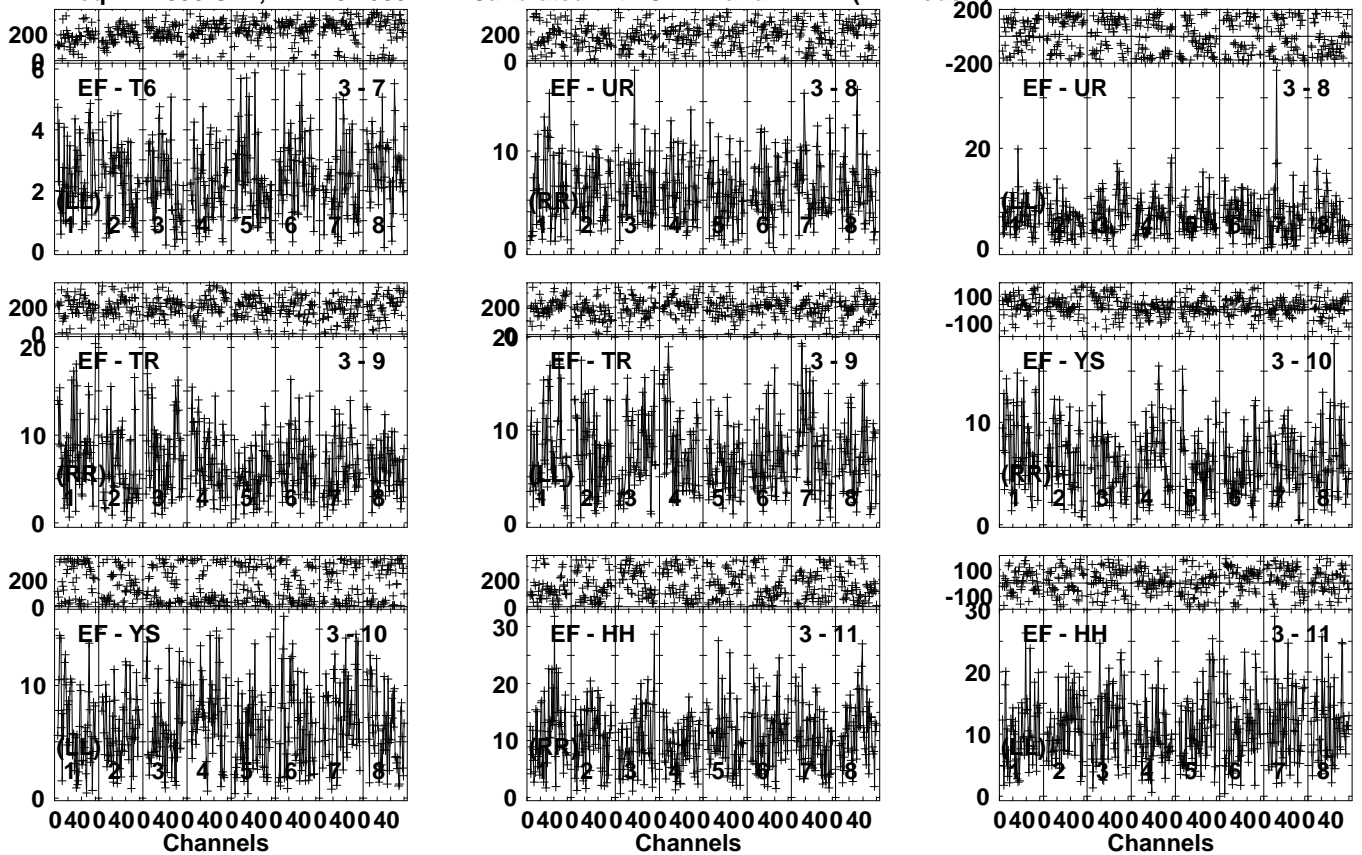 200 200 200
0 0 -200
6 EF - T6 3 - 7 EF - UR 3 - 8 EF - UR 3 - 8
4 10 20
2 (LL) (RR) (LL)
1 2 3 4 5 6 7 8 1 2 3 4 5 6 7 8 1 2 3 4 5 6 7 8
0 0 0
200 200 100
0 0 -100
20 EF - TR 3 - 9 20 EF - TR 3 - 9 EF - YS 3 - 10
10 10 10
(RR) (LL) (RR)
1 2 3 4 5 6 7 8 1 2 3 4 5 6 7 8 1 2 3 4 5 6 7 8
0 0 0
200 200 100
0 0 -100
EF - YS 3 - 10 30 EF - HH 3 - 11 30 EF - HH 3 - 11
10 20 20
(LL) 10 (RR) 10 (LL)
1 2 3 4 5 6 7 8 1 2 3 4 5 6 7 8 1 2 3 4 5 6 7 8
0 0 0
0 40 0 40 0 40 0 40 0 40 0 40 0 40 0 40 0 40 0 40 0 40 0 40 0 40 0 40 0 40 0 40 0 40 0 40 0 40 0 40 0 40 0 40 0 40 0 40
Channels Channels Channels